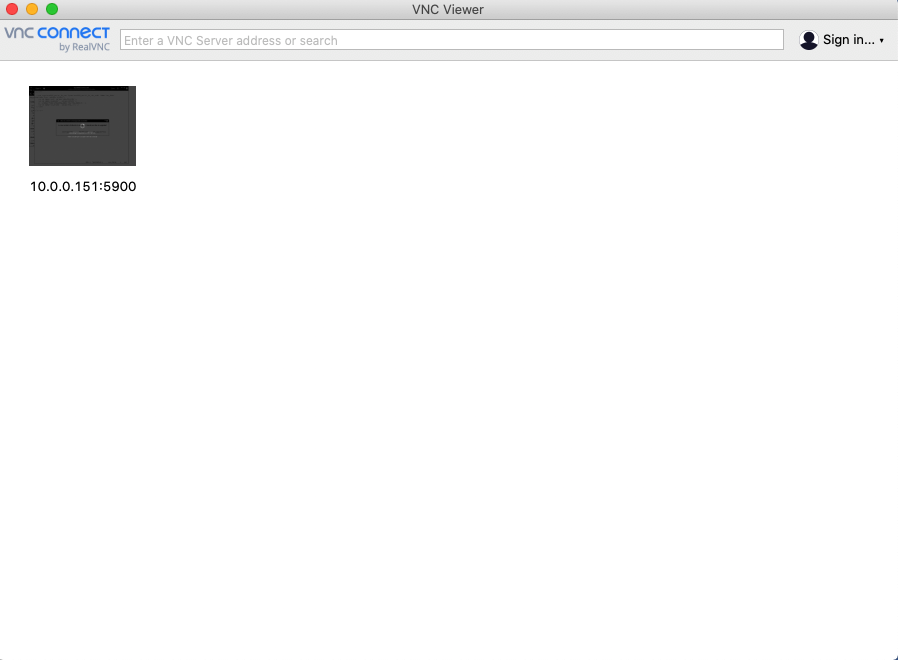 VNC Viewer
vnc connect
by RealVNC
Enter a VNC Server address or search
Sign in...
10.0.0.151:5900